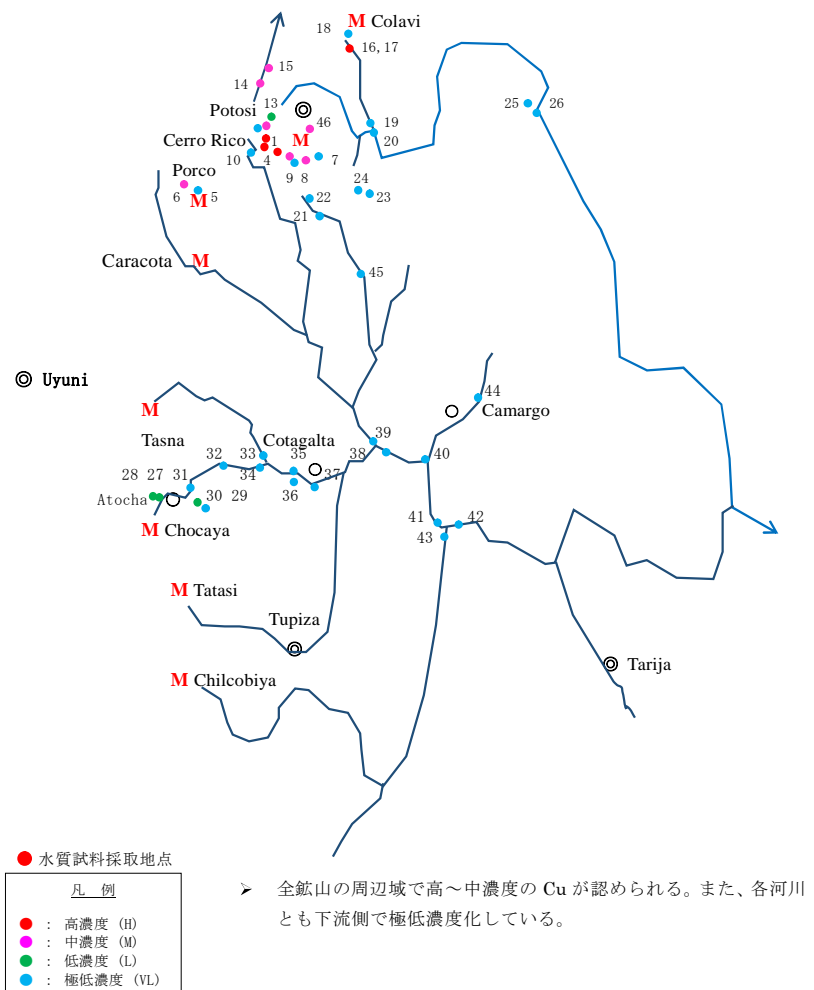 M Colavi
18
16,17
15
14
13
Potosi
46
19
25
26
Cerro Rico
1
M
20
10
4
7
Porco
9
8
24
6
5
M
22
23
21
Caracota
M
45
Uyuni
44
M
Camargo
Tasna
Cotagalta
39
32
33
35
38
40
28
27
31
34
37
Atocha
30
29
36
41
42
M Chocaya
43
M Tatasi
Tupiza
Tarija
M Chilcobiya
水质試料採取地点
凡 例
： 高濃度 (H)
： 中濃度 (M)
： 低濃度 (L)
： 極低濃度 (VL)
➢ 全鉱山の周辺域で高～中濃度の Cu が認められる。また、各河川
とも下流側で極低濃度化している。